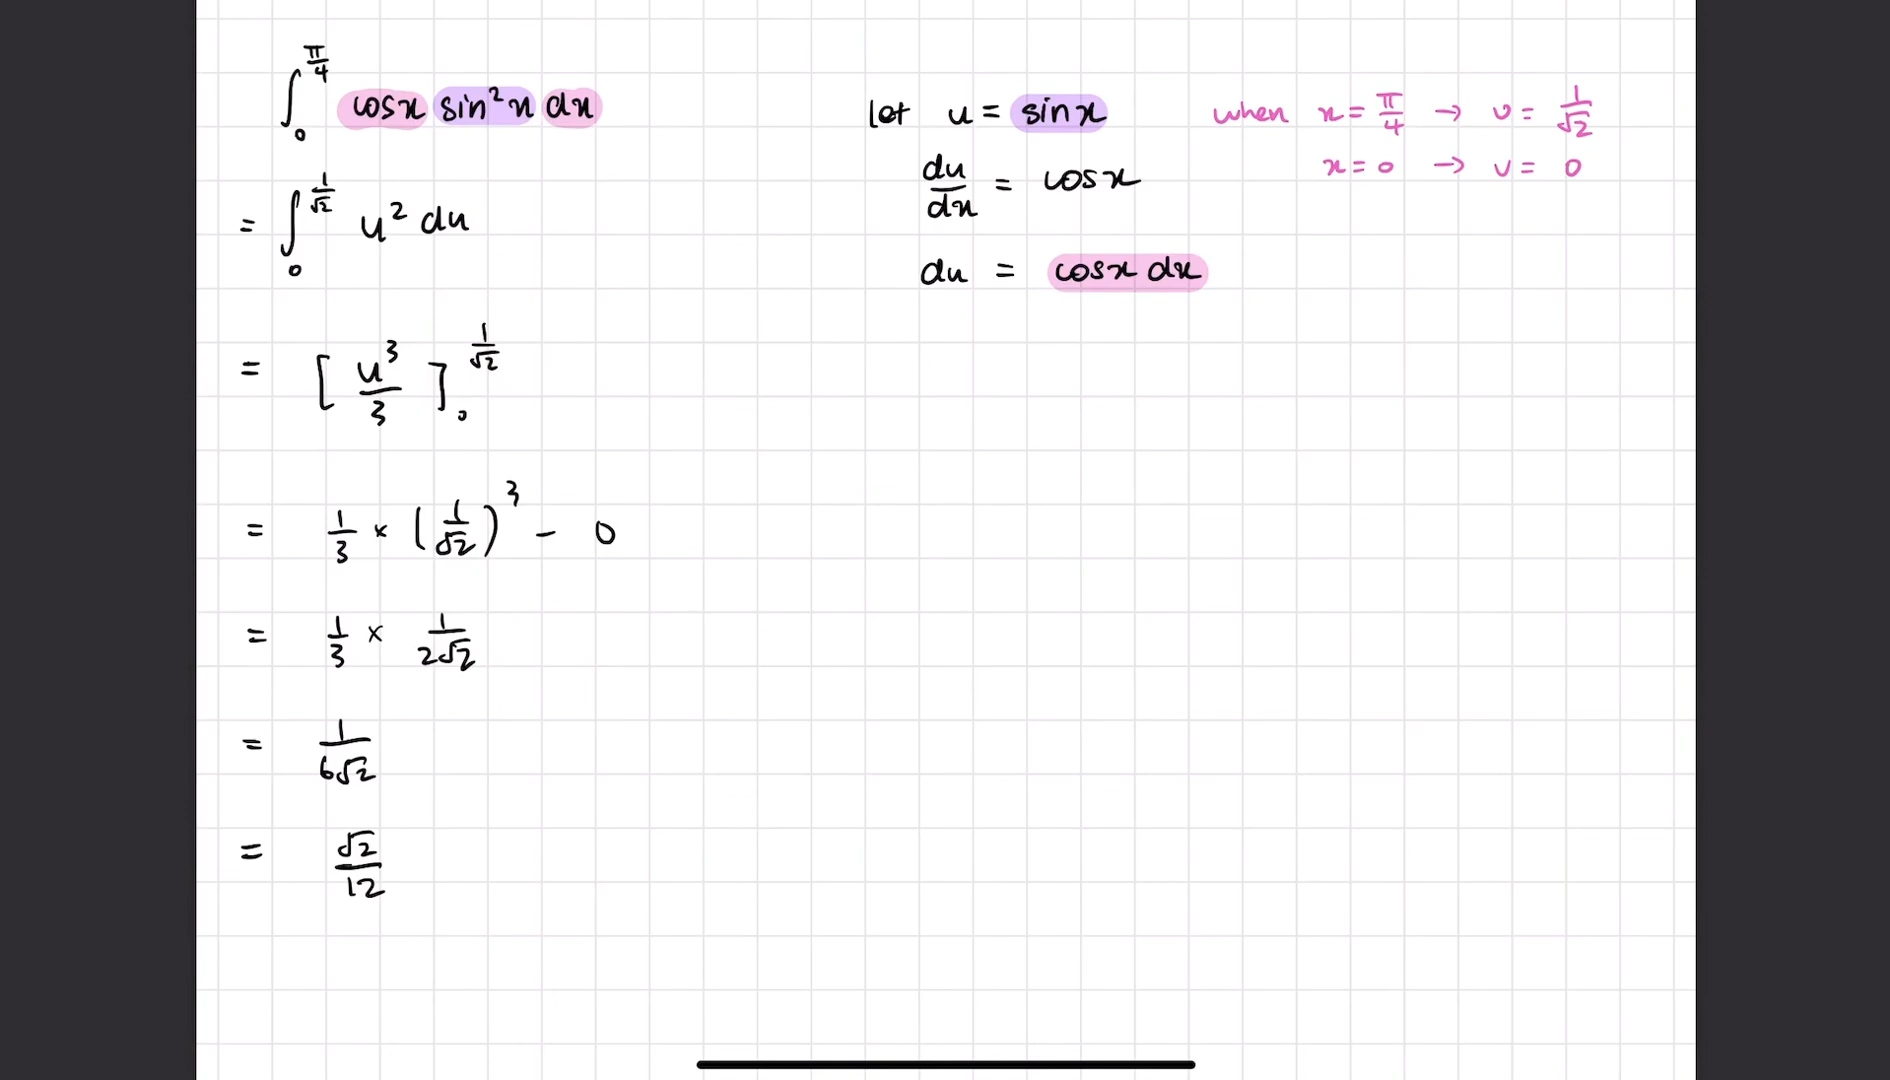 ∫₀^(π/4) cosx sin²x dx
= ∫₀^(1/√2) u² du
= [ u³/3 ]₀^(1/√2)
= 1/3 × (1/√2)³ - 0
= 1/3 × 1/(2√2)
= 1/(6√2)
= √2/12
let u = sinx
du/dx = cosx
du = cosx dx
when x = π/4 → u = 1/√2
x = 0 → u = 0